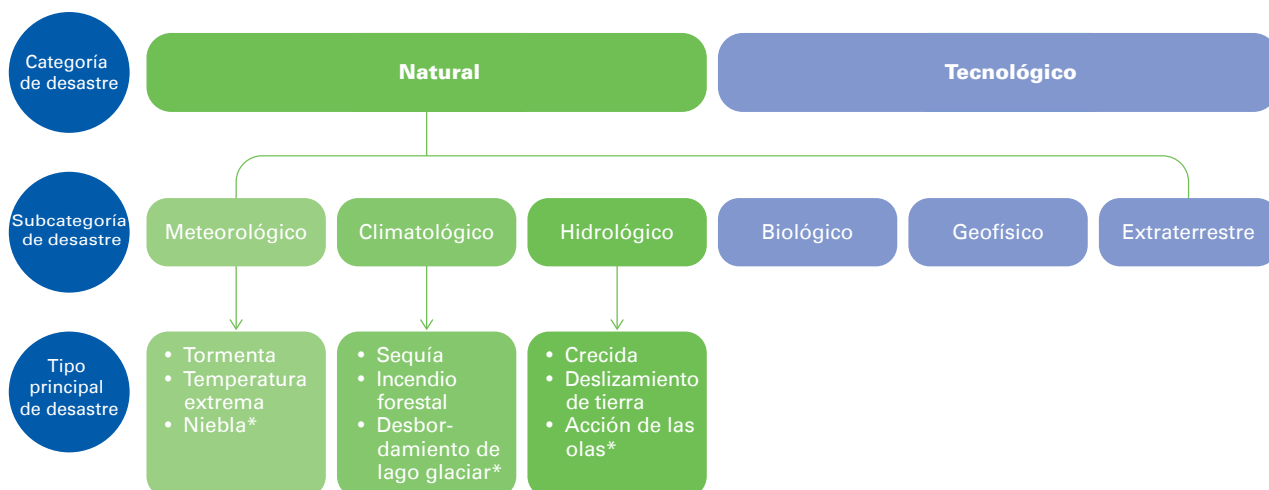 Categoría
de desastre
Natural
Tecnológico
Subcategoría
de desastre
Meteorológico
Climatológico
Hidrológico
Biológico
Geofísico
Extraterrestre
Tipo
principal
de desastre
• Tormenta
• Temperatura
extrema
• Niebla*
• Sequía
• Incendio
forestal
• Desbor-
damiento de
lago glaciar*
• Crecida
• Deslizamiento
de tierra
• Acción de las
olas*